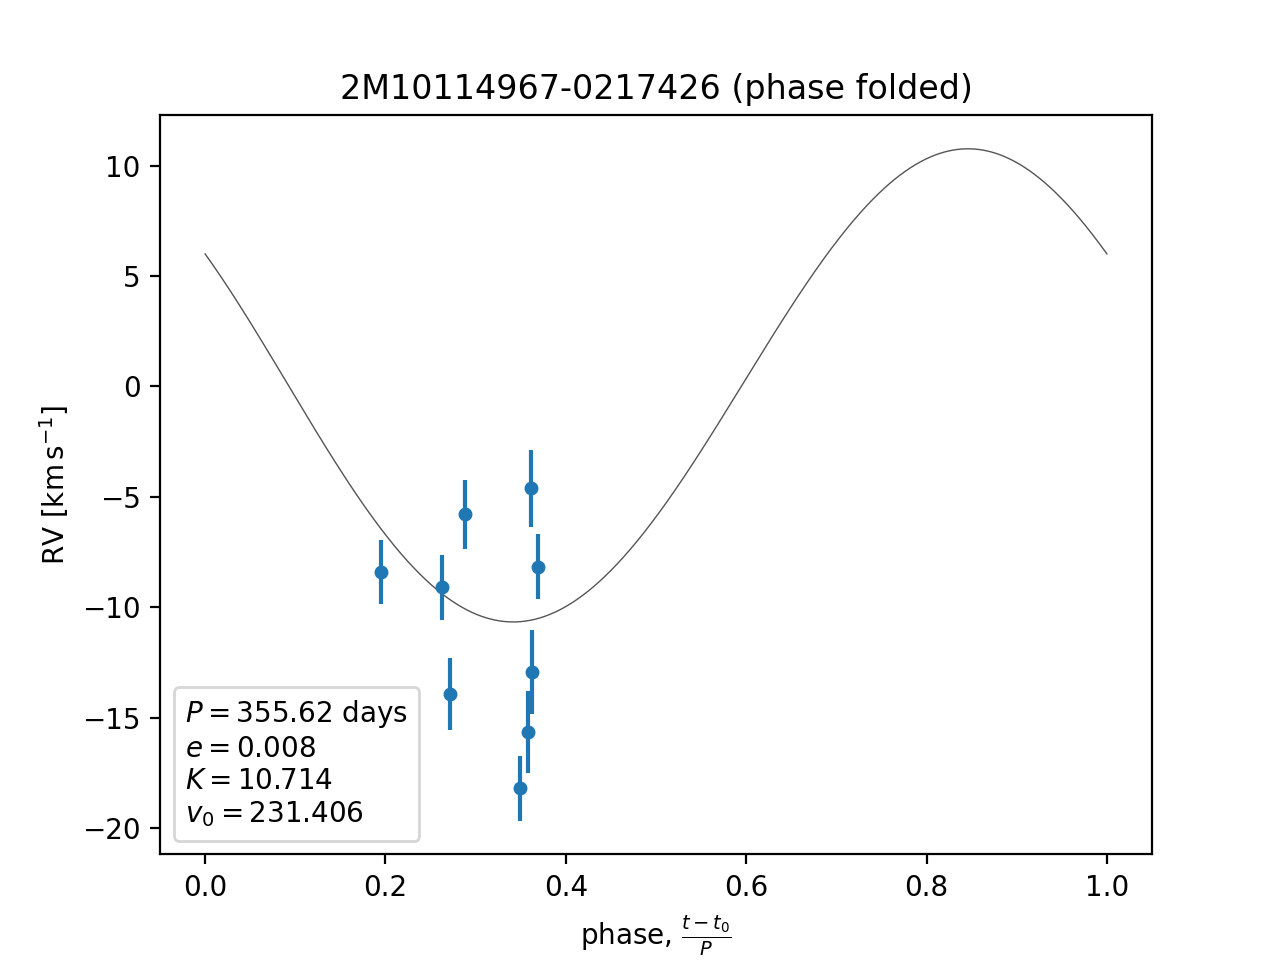 2M10114967-0217426 (phase folded)
RV [km s⁻¹]
10
5
0
−5
−10
−15
−20
P = 355.62 days
e = 0.008
K = 10.714
v₀ = 231.406
0.0 0.2 0.4 0.6 0.8 1.0
phase, (t − t₀)/P